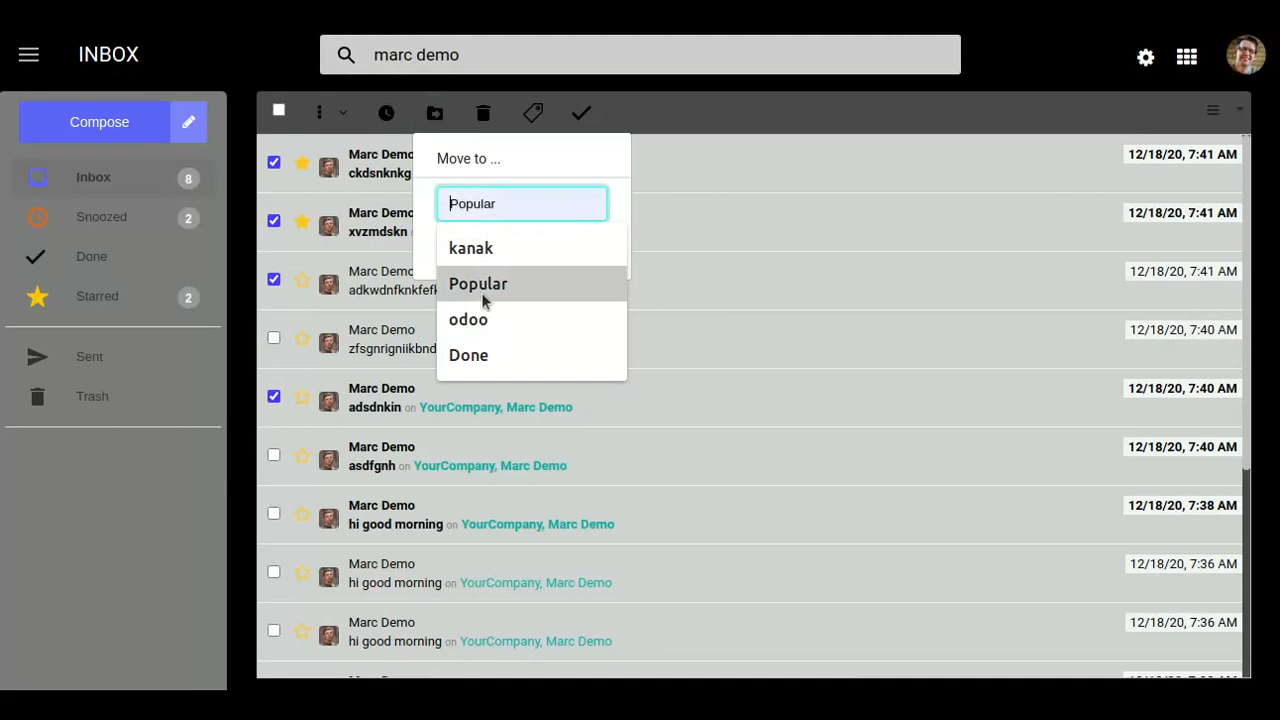 INBOX
marc demo
Compose
Inbox 8
Snoozed 2
Done
Starred 2
Sent
Trash
Move to ...
Popular
kanak
Popular
odoo
Done
Marc Demo 12/18/20, 7:41 AM
ckdsnknkg
Marc Demo 12/18/20, 7:41 AM
xvzmdskn
Marc Demo 12/18/20, 7:41 AM
adkwdnfknkfefk
Marc Demo 12/18/20, 7:40 AM
zfsgnrigniikbnd
Marc Demo 12/18/20, 7:40 AM
adsdnkin on YourCompany, Marc Demo
Marc Demo 12/18/20, 7:40 AM
asdfgnh on YourCompany, Marc Demo
Marc Demo 12/18/20, 7:38 AM
hi good morning on YourCompany, Marc Demo
Marc Demo 12/18/20, 7:36 AM
hi good morning on YourCompany, Marc Demo
Marc Demo 12/18/20, 7:36 AM
hi good morning on YourCompany, Marc Demo